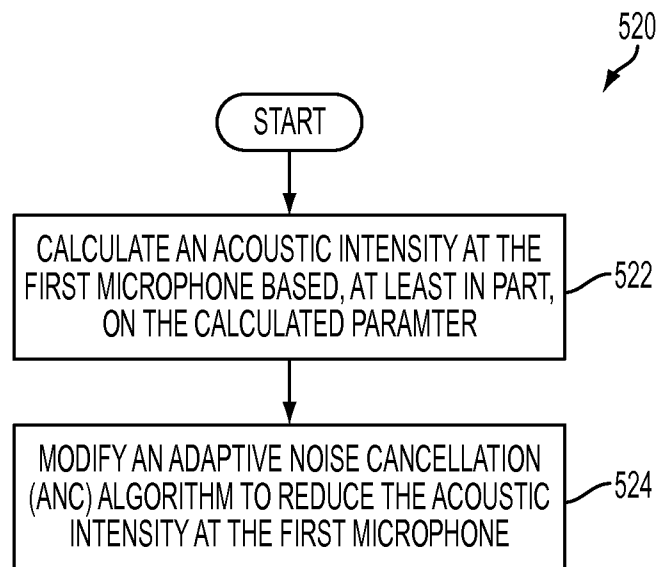 520
START
CALCULATE AN ACOUSTIC INTENSITY AT THE
FIRST MICROPHONE BASED, AT LEAST IN PART,
ON THE CALCULATED PARAMTER
522
MODIFY AN ADAPTIVE NOISE CANCELLATION
(ANC) ALGORITHM TO REDUCE THE ACOUSTIC
INTENSITY AT THE FIRST MICROPHONE
524